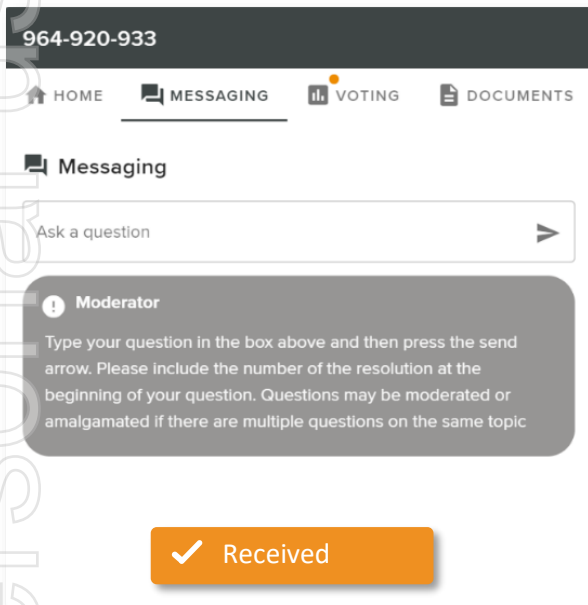 964-920-933
HOME
MESSAGING
VOTING
DOCUMENTS
Messaging
Ask a question
Moderator
Type your question in the box above and then press the send
arrow. Please include the number of the resolution at the
beginning of your question. Questions may be moderated or
amalgamated if there are multiple questions on the same topic
Received